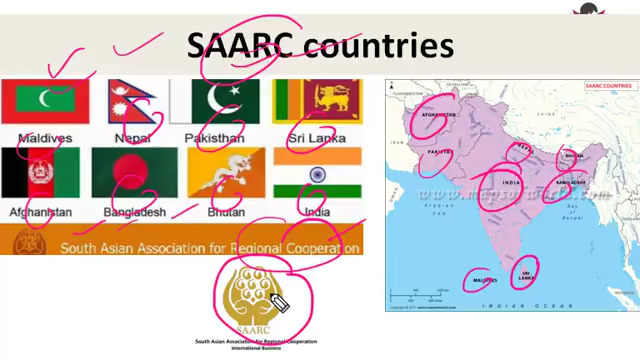 SAARC countries
Maldives
Nepal
Pakisthan
Sri Lanka
Afghanistan
Bangladesh
Bhutan
India
South Asian Association for Regional Cooperation
SAARC
South Asian Association for Regional Cooperation
International Business
SAARC COUNTRIES
CHINA
AFGHANISTAN
PAKISTAN
NEPAL
BHUTAN
INDIA
BANGLADESH
Arabian
Sea
Bay
of
Bengal
MALDIVES
SRI
LANKA
INDIAN OCEAN